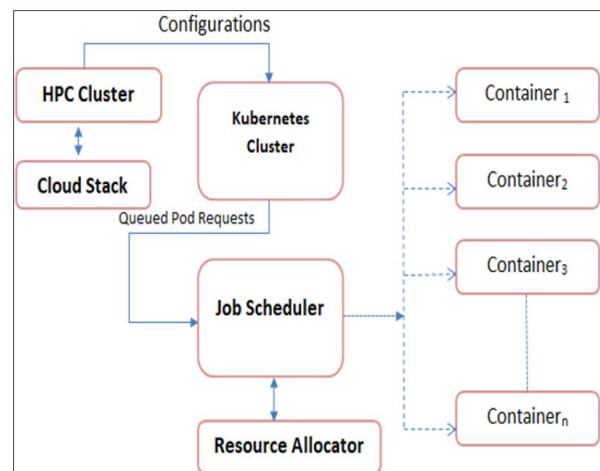 Configurations
HPC Cluster
Kubernetes
Cluster
Container 1
Cloud Stack
Container2
Queued Pod Requests
Container3
Job Scheduler
Containern
Resource Allocator